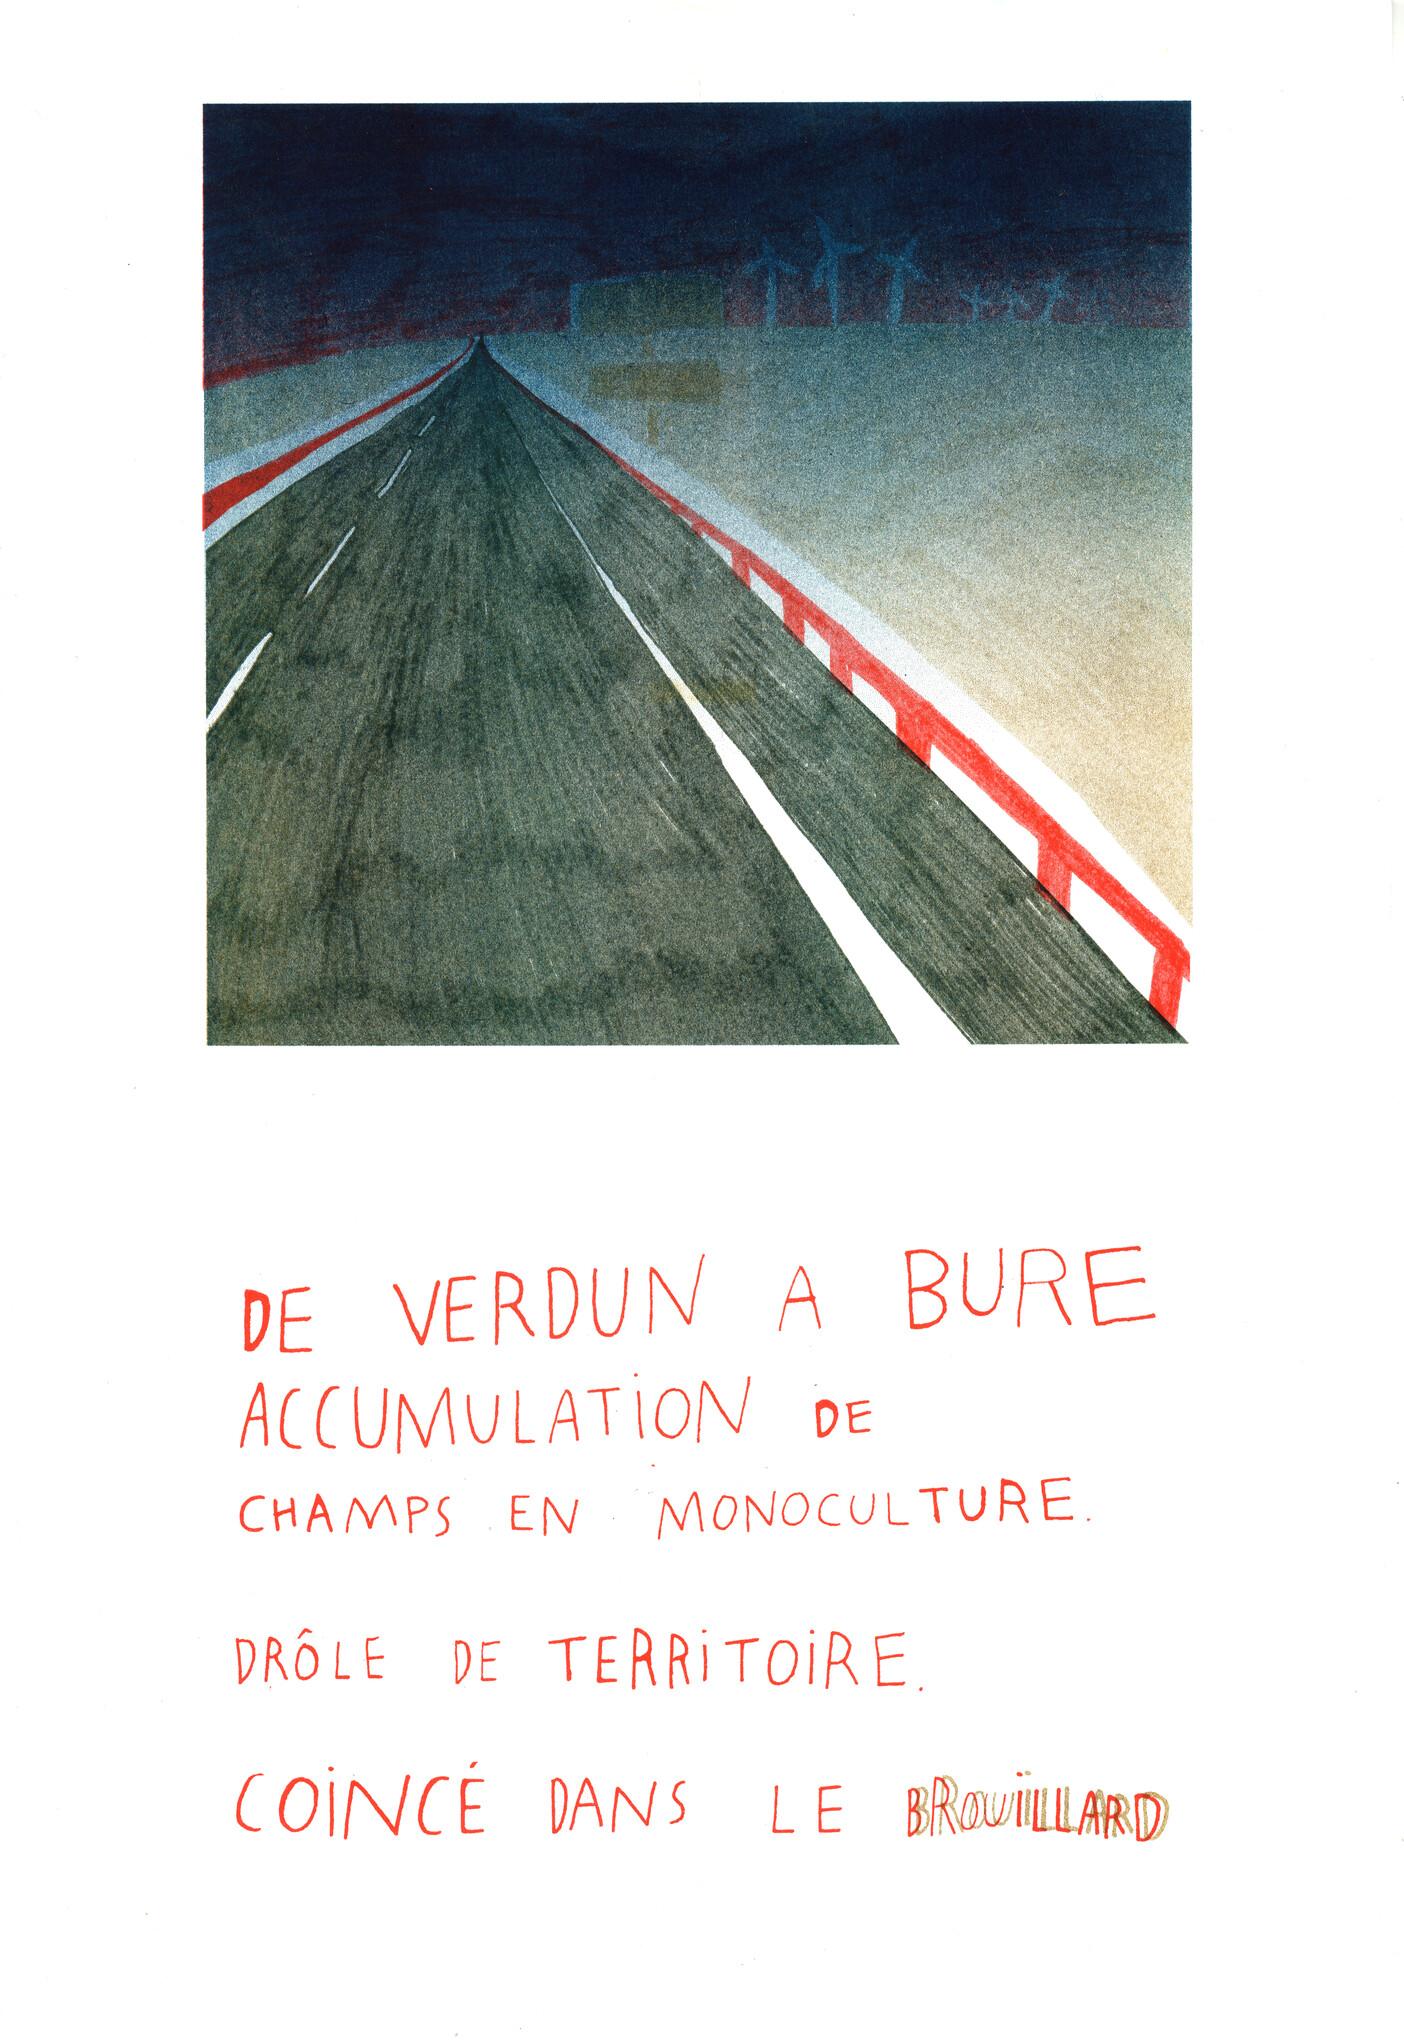 DE VERDUN A BURE
ACCUMULATION DE
CHAMPS EN MONOCULTURE.
DRÔLE DE TERRITOIRE.
COINCÉ DANS LE BROUILLARD